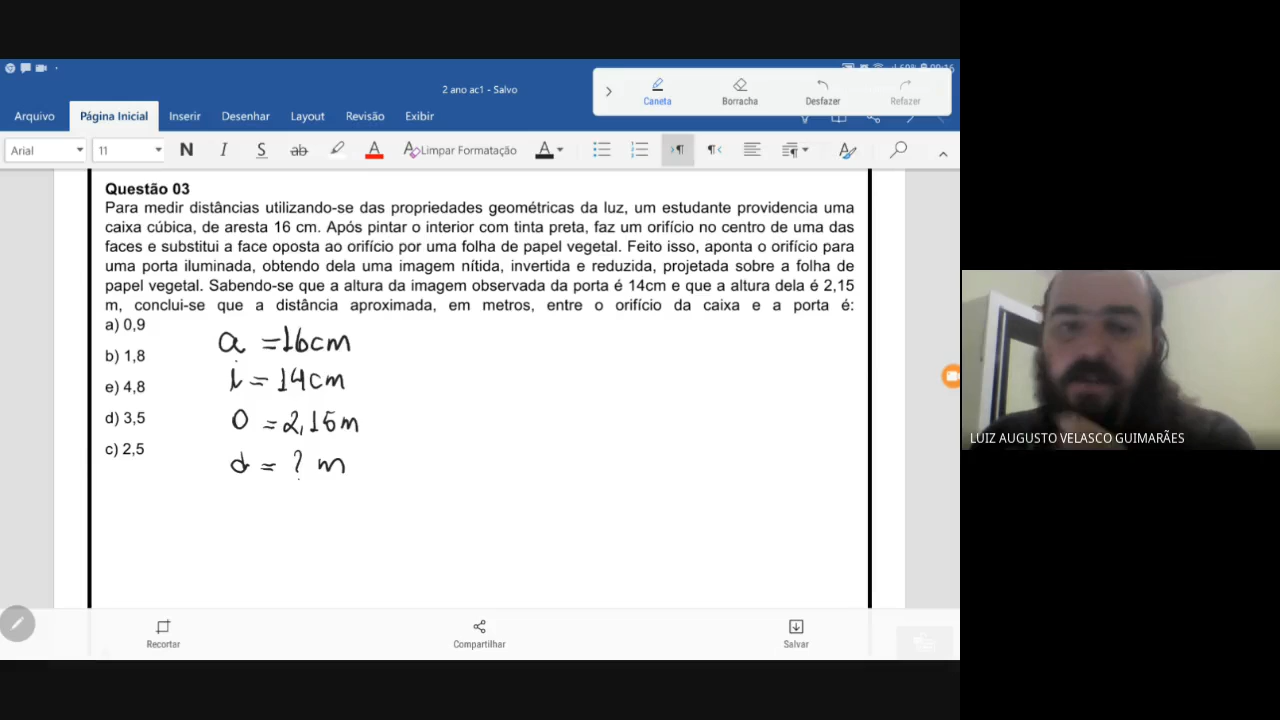 2 ano ac1 - Salvo
Caneta
Borracha
Desfazer
Refazer
Arquivo
Página Inicial
Inserir
Desenhar
Layout
Revisão
Exibir
Arial
11
N
I
S
ab
Limpar Formatação
Questão 03
Para medir distâncias utilizando-se das propriedades geométricas da luz, um estudante providencia uma
caixa cúbica, de aresta 16 cm. Após pintar o interior com tinta preta, faz um orifício no centro de uma das
faces e substitui a face oposta ao orifício por uma folha de papel vegetal. Feito isso, aponta o orifício para
uma porta iluminada, obtendo dela uma imagem nítida, invertida e reduzida, projetada sobre a folha de
papel vegetal. Sabendo-se que a altura da imagem observada da porta é 14cm e que a altura dela é 2,15
m, conclui-se que a distância aproximada, em metros, entre o orifício da caixa e a porta é:
a) 0,9
b) 1,8
e) 4,8
d) 3,5
c) 2,5
a = 16cm
i = 14cm
o = 2,15m
d = ? m
Recortar
Compartilhar
Salvar
LUIZ AUGUSTO VELASCO GUIMARÃES